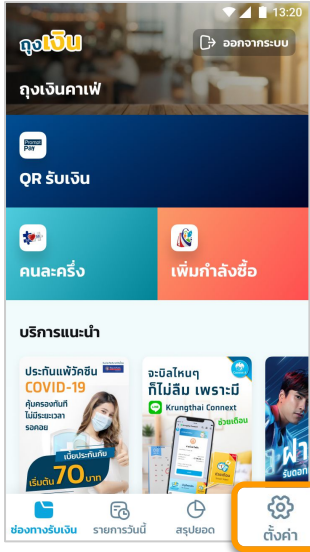 13:20
ถุงเงิน
ออกจากระบบ
ถุงเงินคาเฟ่
Prompt
Pay
QR รับเงิน
คนละครึ่ง
เพิ่มกำลังซื้อ
บริการแนะนำ
ประกันแพ้วัคซีน
COVID-19
คุ้มครองทันที
ไม่มีระยะเวลา
รอคอย
เบี้ยประกันภัย
เริ่มต้น 70 บาท
จะบิลไหนๆ
ก็ไม่ลืม เพราะมี
Krungthai Connext
ช่วยเตือน
รับดอก
ช่องทางรับเงิน
รายการวันนี้
สรุปยอด
ตั้งค่า